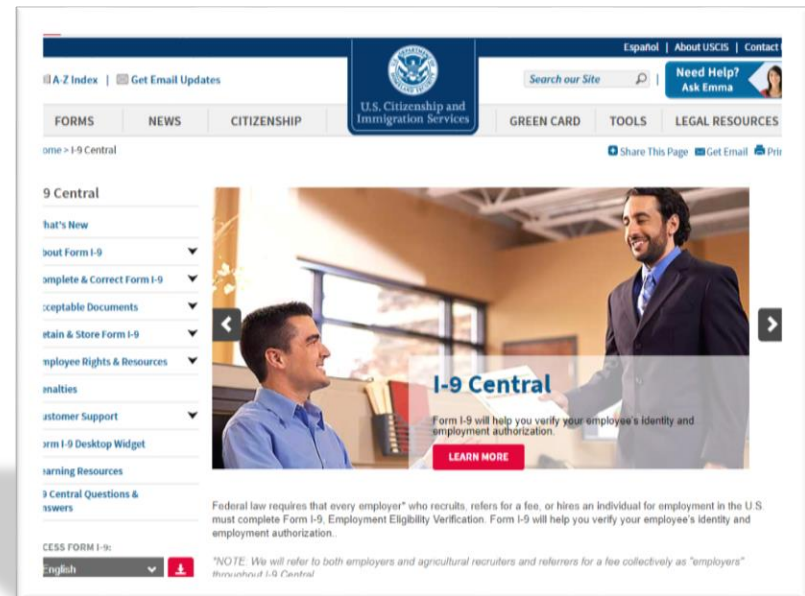 Español | About USCIS | Contact
A-Z Index | Get Email Updates
Search our Site
Need Help?
Ask Emma
U.S. Citizenship and
Immigration Services
FORMS NEWS CITIZENSHIP GREEN CARD TOOLS LEGAL RESOURCES
ome > I-9 Central
Share This Page Get Email Prin
9 Central
hat's New
bout Form I-9
omplete & Correct Form I-9
cceptable Documents
etain & Store Form I-9
mployee Rights & Resources
enalties
ustomer Support
orm I-9 Desktop Widget
earning Resources
9 Central Questions &
nswers
CESS FORM I-9:
English
I-9 Central
Form I-9 will help you verify your employee's identity and
employment authorization.
LEARN MORE
Federal law requires that every employer* who recruits, refers for a fee, or hires an individual for employment in the U.S.
must complete Form I-9, Employment Eligibility Verification. Form I-9 will help you verify your employee's identity and
employment authorization..
*NOTE: We will refer to both employers and agricultural recruiters and referrers for a fee collectively as "employers"
throughout I-9 Central